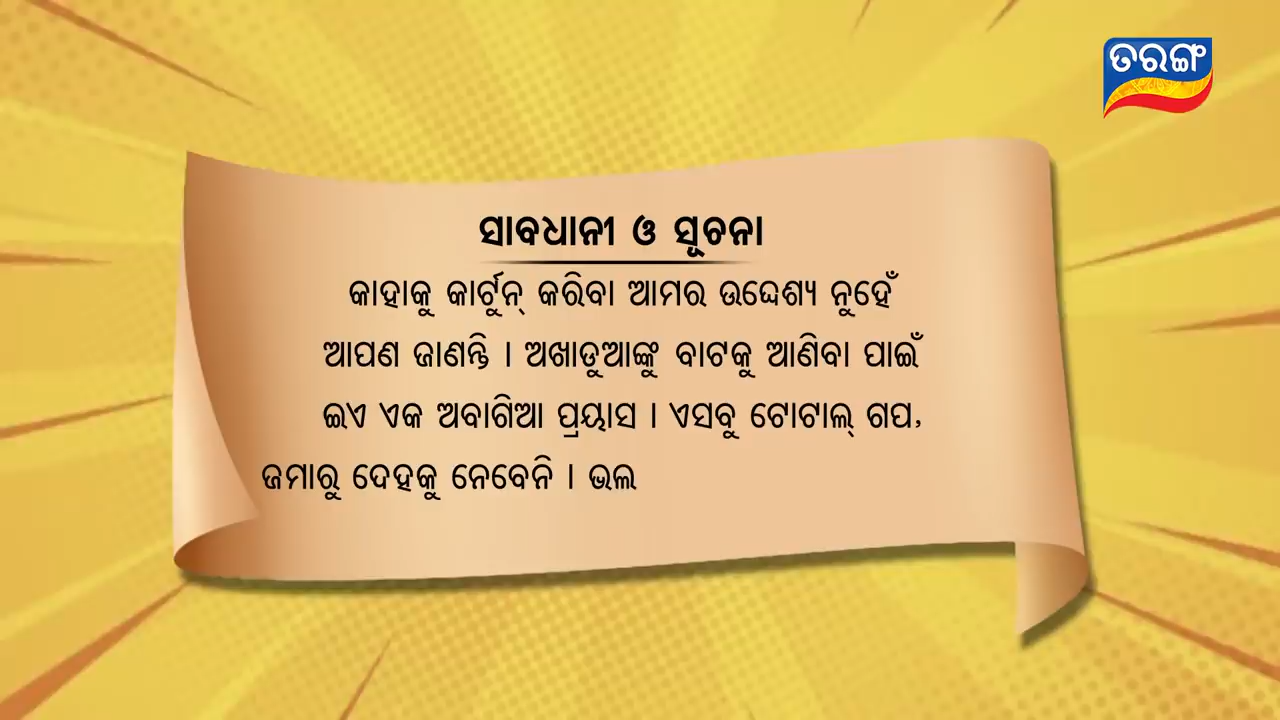 ତରଙ୍ଗ
ସାବଧାନୀ ଓ ସୂଚନା
କାହାକୁ କାର୍ଟୁନ୍ କରିବା ଆମର ଉଦ୍ଦେଶ୍ୟ ନୁହେଁ
ଆପଣ ଜାଣନ୍ତି । ଅଖାଡୁଆଙ୍କୁ ବାଟକୁ ଆଣିବା ପାଇଁ
ଇଏ ଏକ ଅବାଗିଆ ପ୍ରୟାସ । ଏସବୁ ଟୋଟାଲ୍ ଗପ,
ଜମାରୁ ଦେହକୁ ନେବେନି । ଭଲ